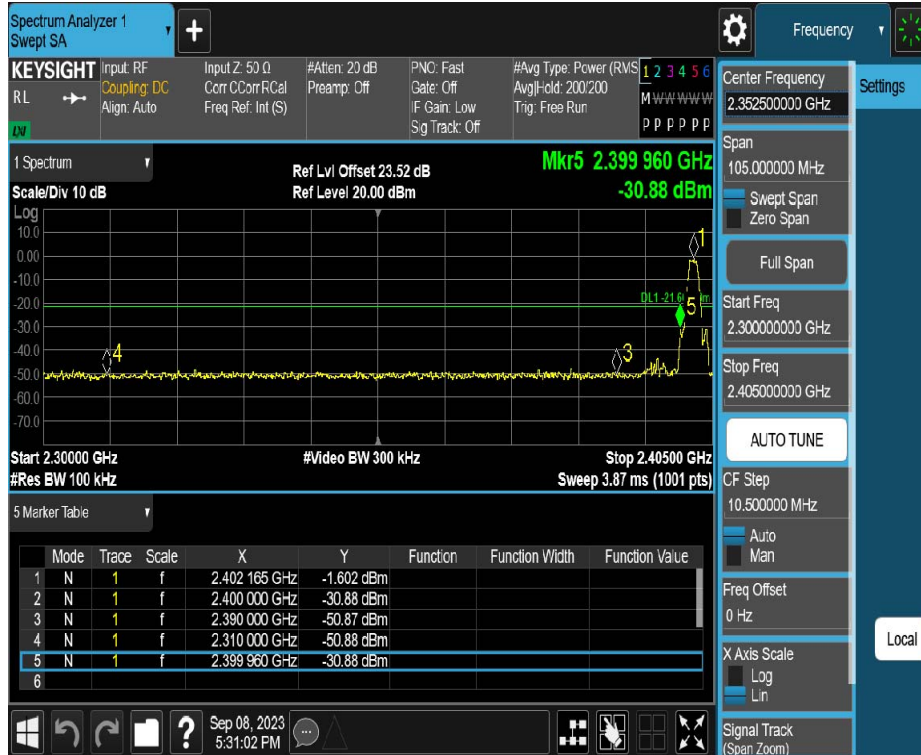 Spectrum Analyzer 1
Swept SA
+
Frequency
KEYSIGHT
RL
LXI
Input: RF
Coupling: DC
Align: Auto
Input Z: 50 Ω
Corr CCorr RCal
Freq Ref: Int (S)
#Atten: 20 dB
Preamp: Off
PNO: Fast
Gate: Off
IF Gain: Low
Sig Track: Off
#Avg Type: Power (RMS
Avg|Hold: 200/200
Trig: Free Run
1 2 3 4 5 6
M W W W W W
P P P P P P
1 Spectrum
Scale/Div 10 dB
Ref Lvl Offset 23.52 dB
Ref Level 20.00 dBm
Mkr5 2.399 960 GHz
-30.88 dBm
Log
10.0
0.00
-10.0
-20.0
-30.0
-40.0
-50.0
-60.0
-70.0
1
DL1 -21.6
5
4
3
Start 2.30000 GHz
#Video BW 300 kHz
Stop 2.40500 GHz
#Res BW 100 kHz
Sweep 3.87 ms (1001 pts)
5 Marker Table
Mode Trace Scale X Y Function Function Width Function Value
1 N 1 f 2.402 165 GHz -1.602 dBm
2 N 1 f 2.400 000 GHz -30.88 dBm
3 N 1 f 2.390 000 GHz -50.87 dBm
4 N 1 f 2.310 000 GHz -50.88 dBm
5 N 1 f 2.399 960 GHz -30.88 dBm
6
Center Frequency
2.352500000 GHz
Settings
Span
105.000000 MHz
Swept Span
Zero Span
Full Span
Start Freq
2.300000000 GHz
Stop Freq
2.405000000 GHz
AUTO TUNE
CF Step
10.500000 MHz
Auto
Man
Freq Offset
0 Hz
Local
X Axis Scale
Log
Lin
Signal Track
(Span Zoom)
?
Sep 08, 2023
5:31:02 PM